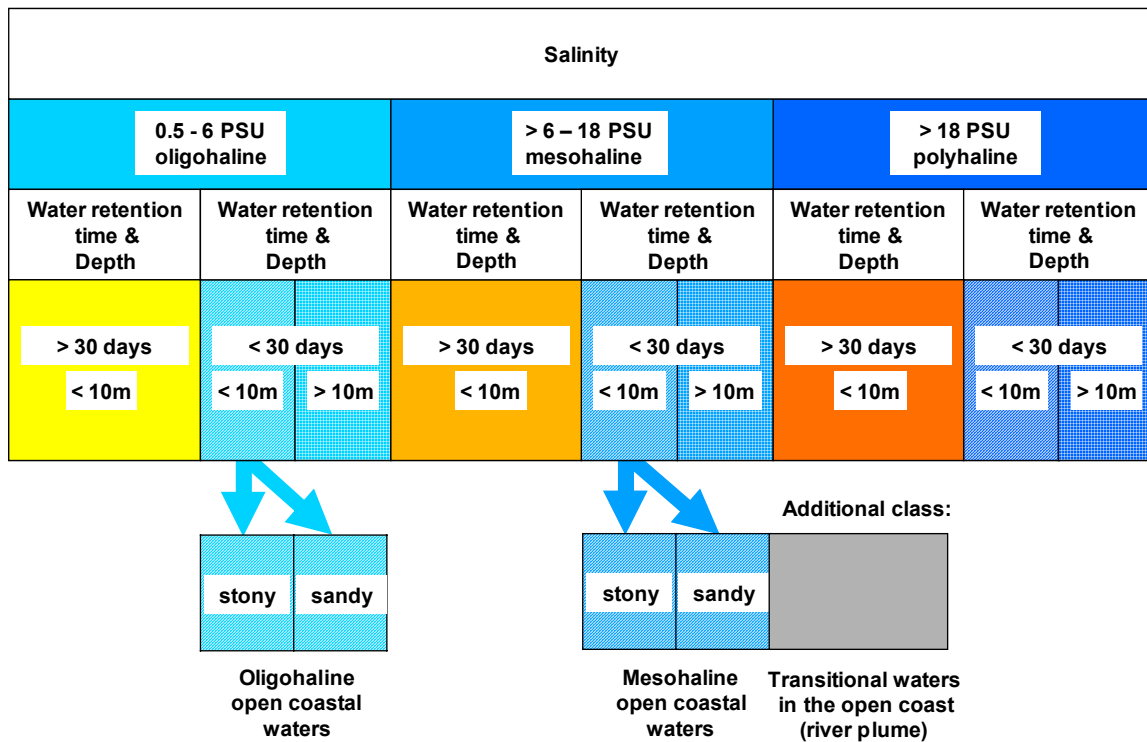 Salinity
0.5 - 6 PSU
oligohaline
> 6 – 18 PSU
mesohaline
> 18 PSU
polyhaline
Water retention
time &
Depth
Water retention
time &
Depth
Water retention
time &
Depth
Water retention
time &
Depth
Water retention
time &
Depth
Water retention
time &
Depth
> 30 days
< 10m
< 30 days
< 10m
> 10m
> 30 days
< 10m
< 30 days
< 10m
> 10m
> 30 days
< 10m
< 30 days
< 10m
> 10m
stony
sandy
Oligohaline
open coastal
waters
stony
sandy
Mesohaline
open coastal
waters
Additional class:
Transitional waters
in the open coast
(river plume)